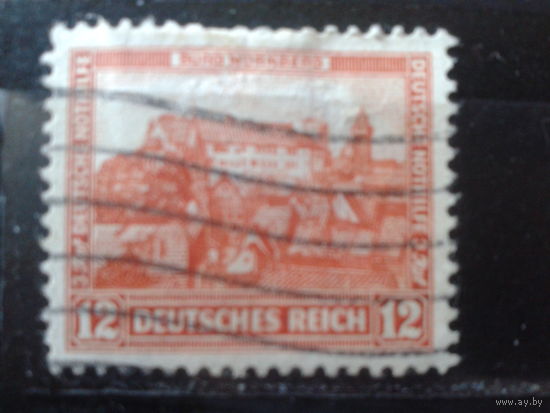 BURG NÜRNBERG
DEUTSCHE NOTHILFE
DEUTSCHE NOTHILFE
12 DEUTSCHES REICH 12
www.ay.by